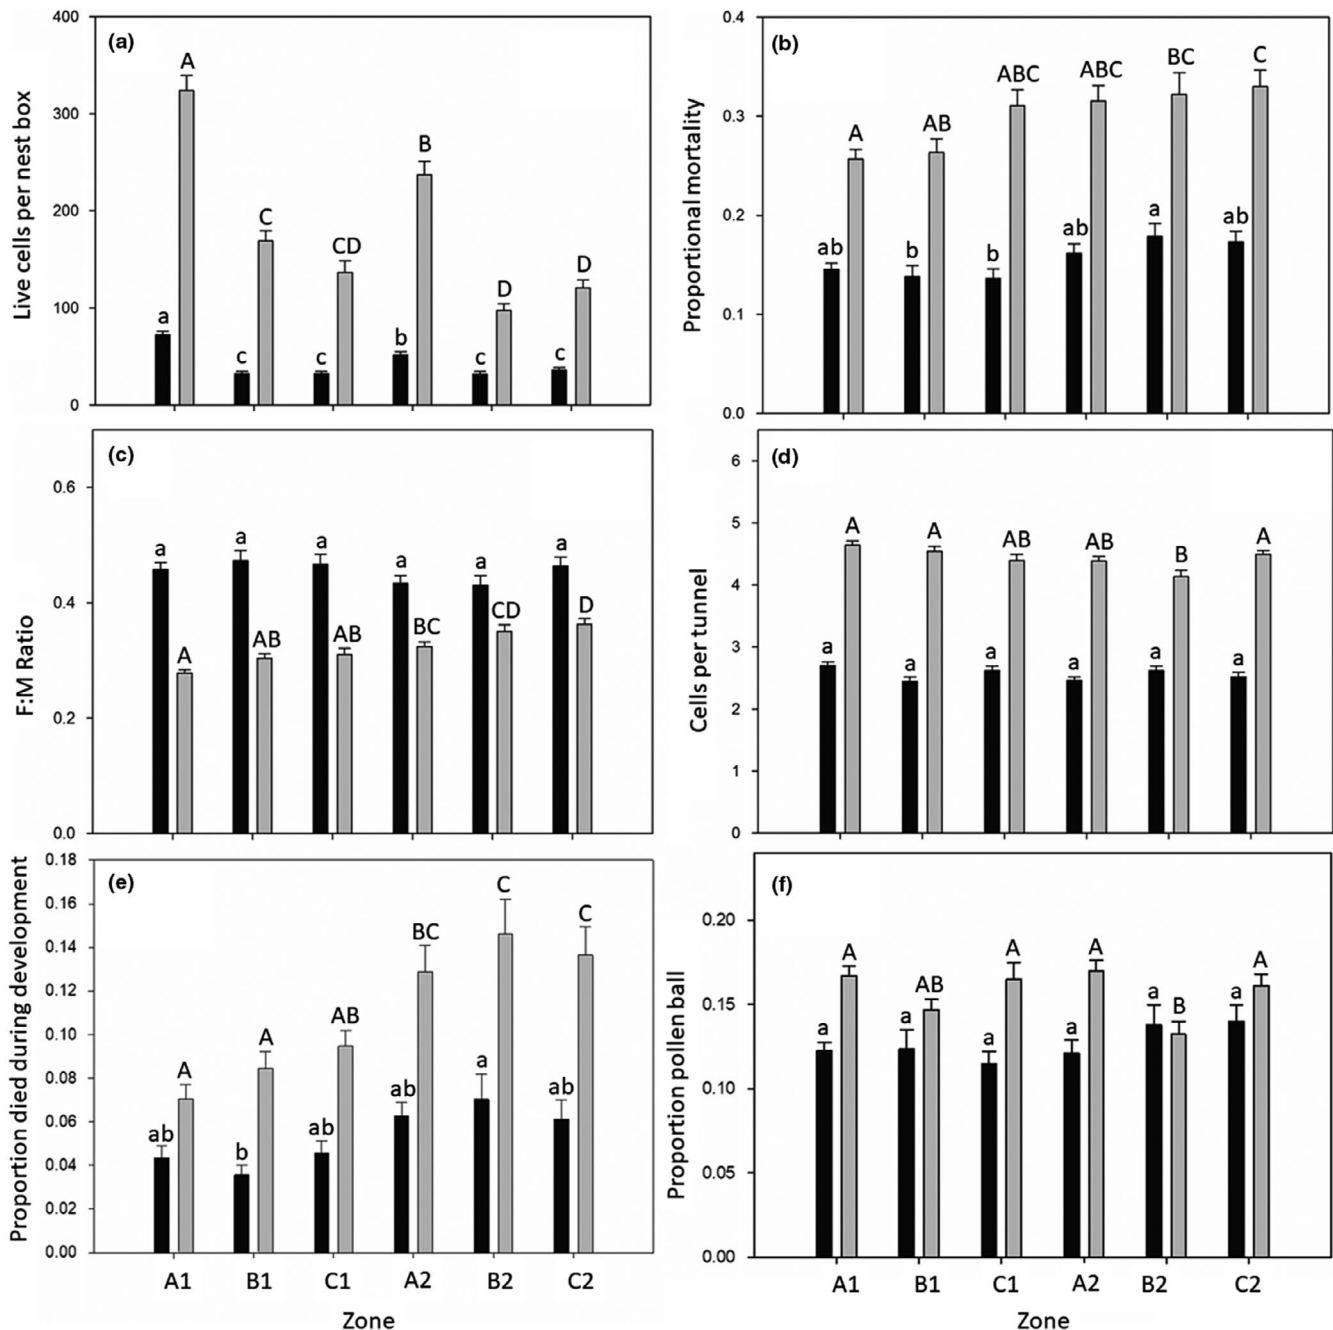 (a)
Live cells per nest box
400
300
200
100
0
a A
c C
c CD
b B
c D
c D
(b)
Proportional mortality
0.4
0.3
0.2
0.1
0.0
ab A
b AB
b ABC
ab ABC
a BC
ab C
(c)
F:M Ratio
0.6
0.4
0.2
0.0
a A
a AB
a AB
a BC
a CD
a D
(d)
Cells per tunnel
6
5
4
3
2
1
0
a A
a A
a AB
a AB
a B
a A
(e)
Proportion died during development
0.18
0.16
0.14
0.12
0.10
0.08
0.06
0.04
0.02
0.00
ab A
b A
ab AB
ab BC
a C
ab C
A1 B1 C1 A2 B2 C2
Zone
(f)
Proportion pollen ball
0.20
0.15
0.10
0.05
0.00
a A
a AB
a A
a A
a B
a A
A1 B1 C1 A2 B2 C2
Zone